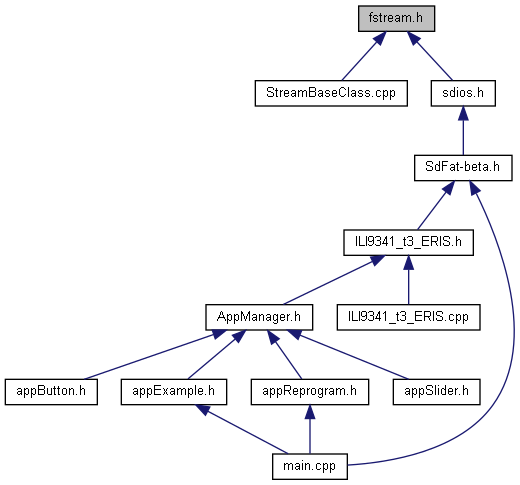 fstream.h
StreamBaseClass.cpp
sdios.h
SdFat-beta.h
ILI9341_t3_ERIS.h
AppManager.h
ILI9341_t3_ERIS.cpp
appButton.h
appExample.h
appReprogram.h
appSlider.h
main.cpp